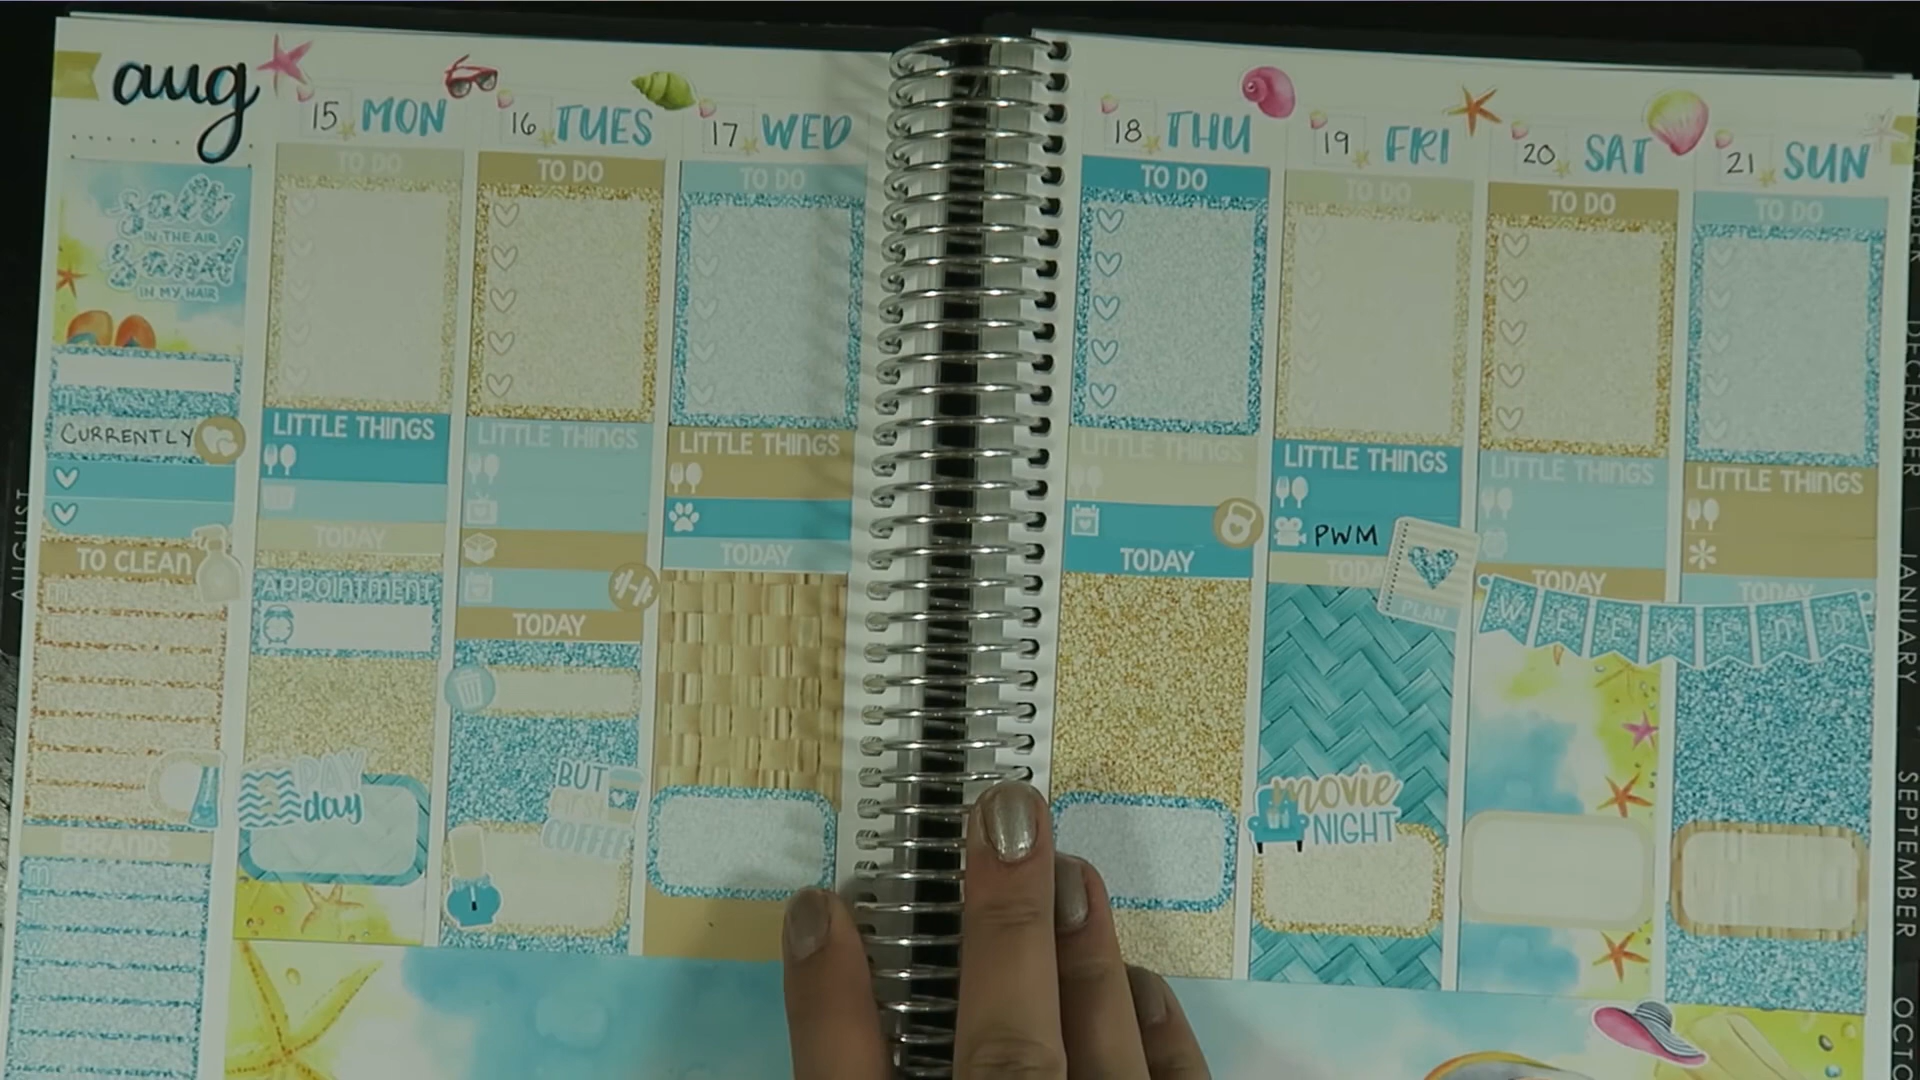 aug
15 MON
16 TUES
17 WED
18 THU
19 FRI
20 SAT
21 SUN
salt
IN THE AIR
sand
IN MY HAIR
CURRENTLY
TO CLEAN
m
ERRANDS
m
T
W
T
F
TO DO
LITTLE THINGS
TODAY
APPOINTMENT
PAY
day
TO DO
LITTLE THINGS
TODAY
BUT
COFFEE
TO DO
LITTLE THINGS
TODAY
TO DO
LITTLE THINGS
TODAY
TO DO
LITTLE THINGS
PWM
TODAY
PLAN
movie
NIGHT
TO DO
LITTLE THINGS
TODAY
WEEKEND
TO DO
LITTLE THINGS
TODAY
AUGUST
DECEMBER
JANUARY
SEPTEMBER
OCTO